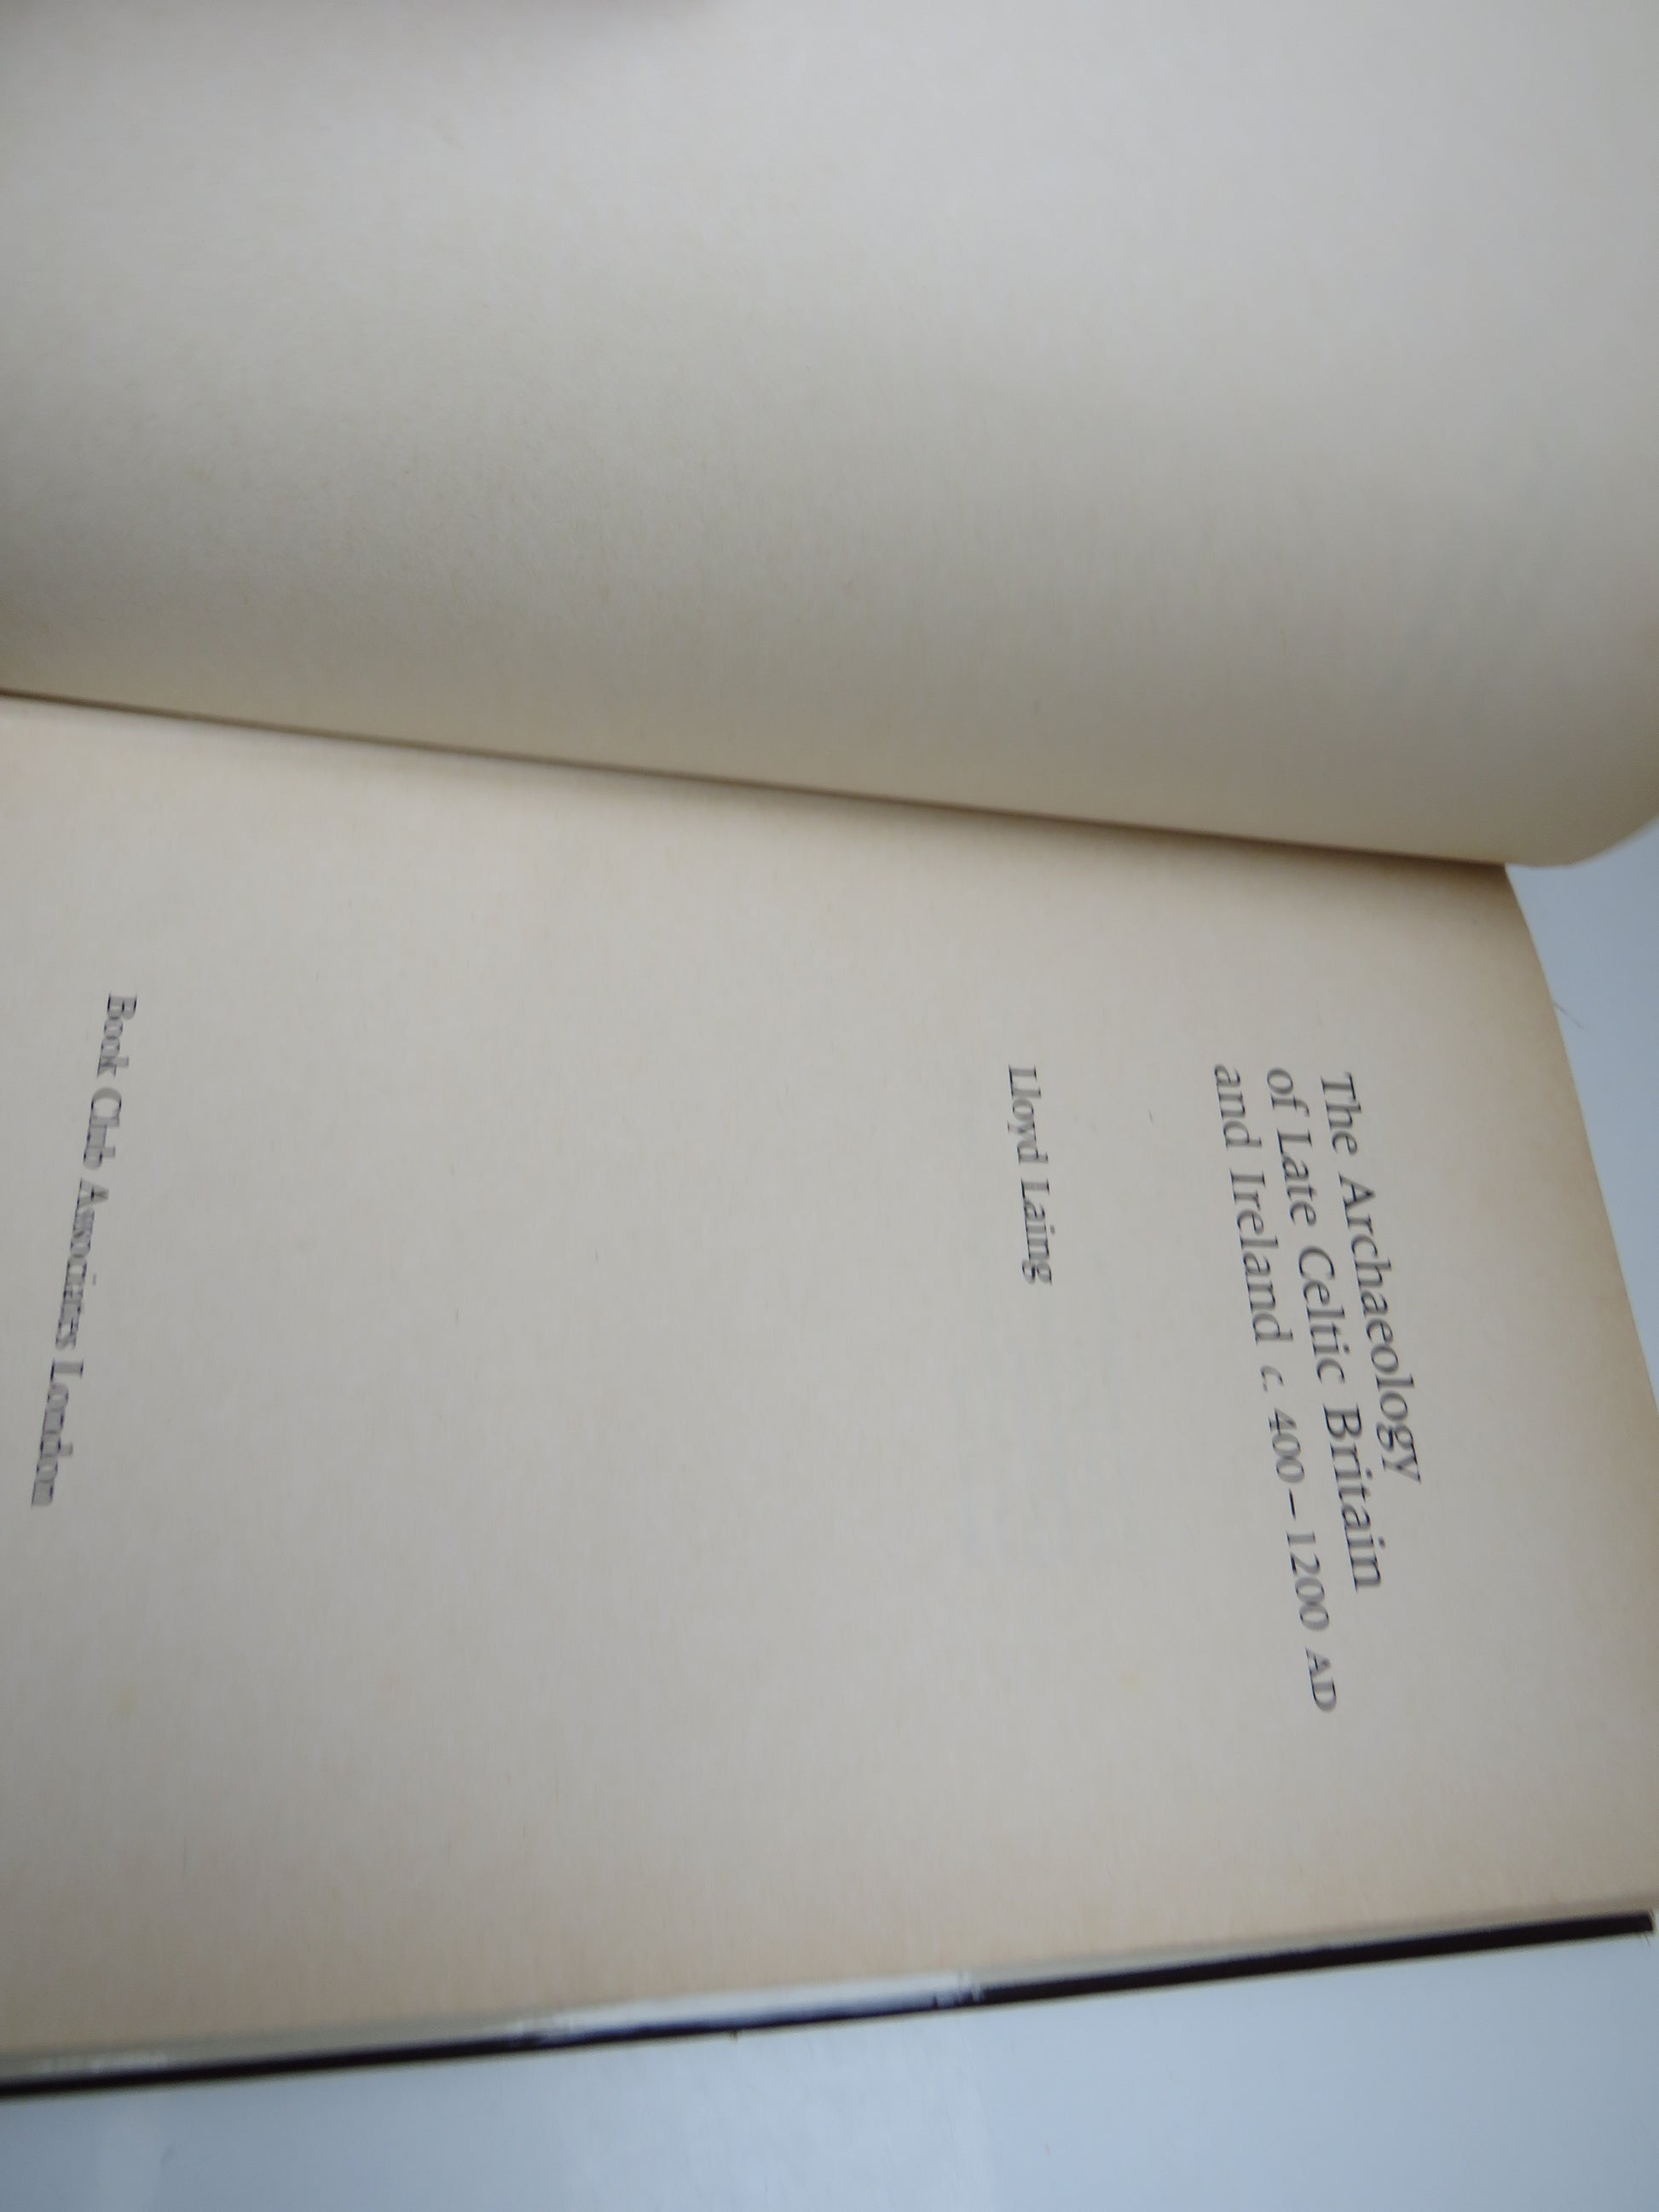 The Archaeology
of Late Celtic Britain
and Ireland c. 400–1200 AD
Lloyd Laing
Book Club Associates London